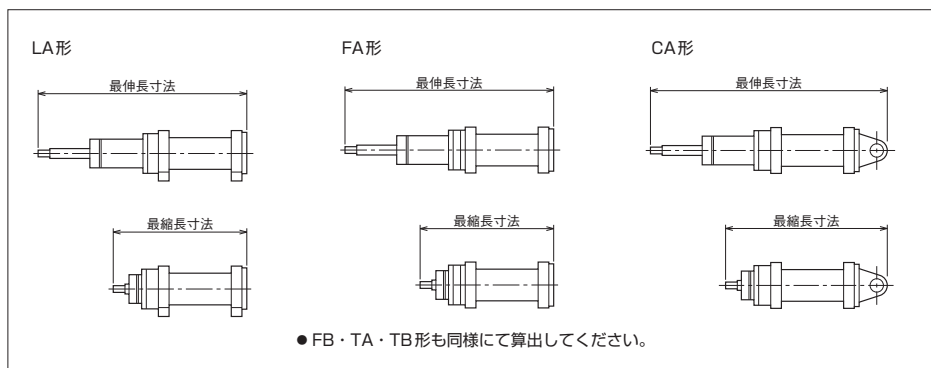 LA形
FA形
CA形
最伸長寸法
最伸長寸法
最伸長寸法
最縮長寸法
最縮長寸法
最縮長寸法
● FB・TA・TB形も同様にて算出してください。